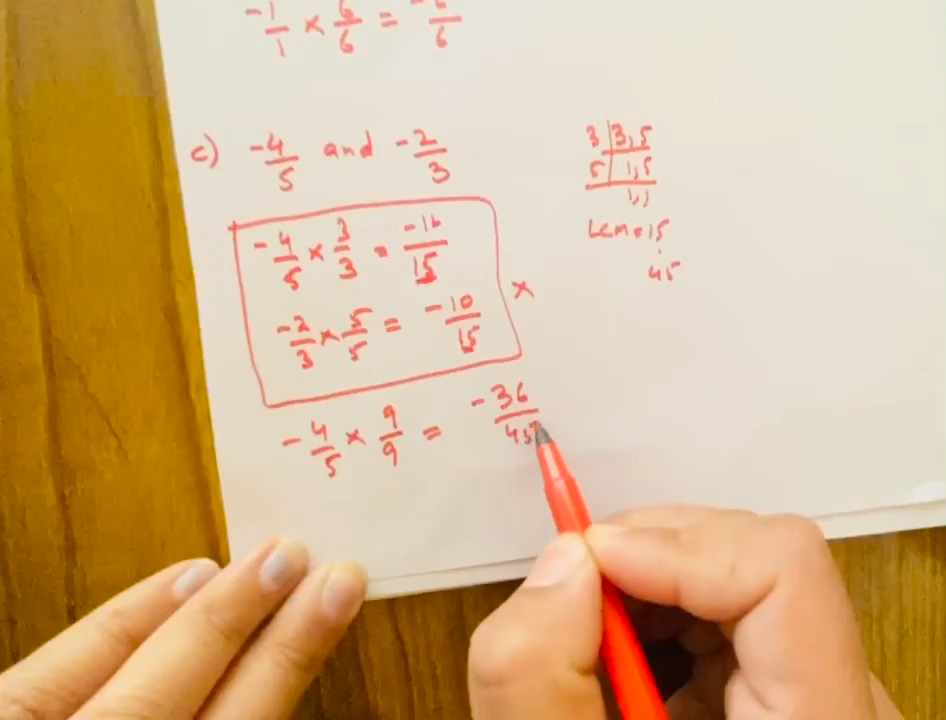 -1/1 × 6/6 = -6/6
c) -4/5 and -2/3
-4/5 × 3/3 = -12/15
-2/3 × 5/5 = -10/15 ×
-4/5 × 9/9 = -36/45
3 | 3, 5
5 | 1, 5
1, 1
LCM = 15
45